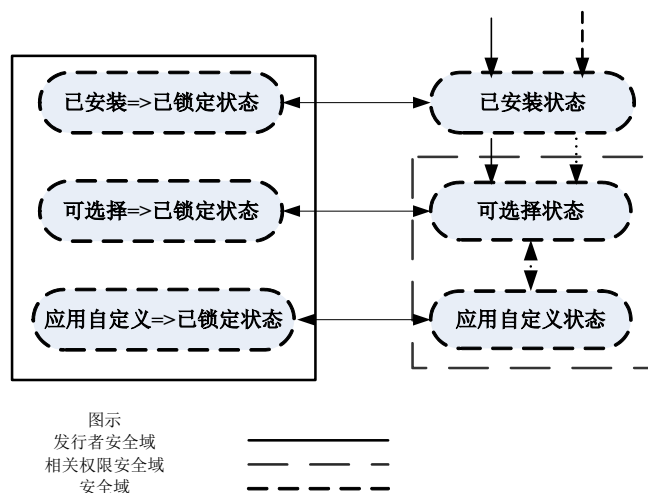 已安装=>已锁定状态
已安装状态
可选择=>已锁定状态
可选择状态
应用自定义=>已锁定状态
应用自定义状态
图示
发行者安全域
相关权限安全域
安全域